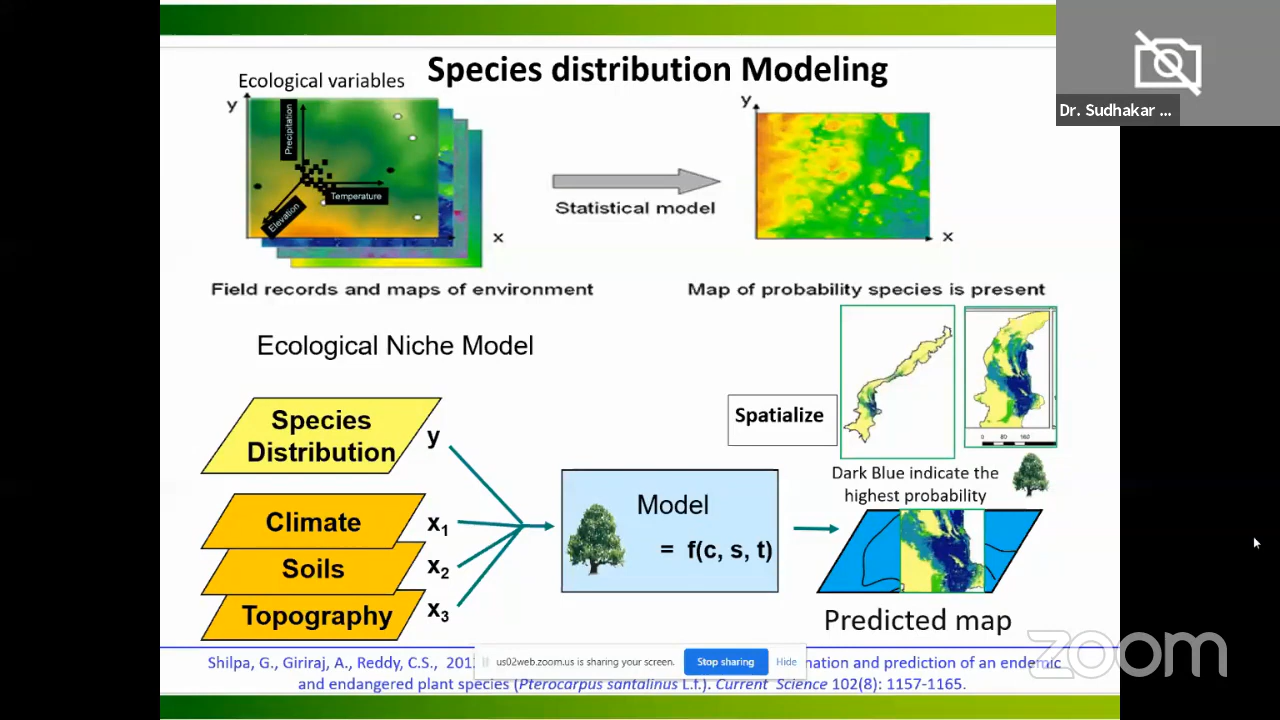 Species distribution Modeling
Ecological variables
y
Precipitation
Temperature
Elevation
x
Statistical model
y
x
Field records and maps of environment
Map of probability species is present
Ecological Niche Model
Species
Distribution
y
Climate
x1
Soils
x2
Topography
x3
Model
= f(c, s, t)
Spatialize
0 80 160
Dark Blue indicate the
highest probability
Predicted map
Shilpa, G., Giriraj, A., Reddy, C.S., 201
nation and prediction of an endemic
and endangered plant species (Pterocarpus santalinus L.f.). Current Science 102(8): 1157-1165.
us02web.zoom.us is sharing your screen.
Stop sharing
Hide
Dr. Sudhakar ...
zoom